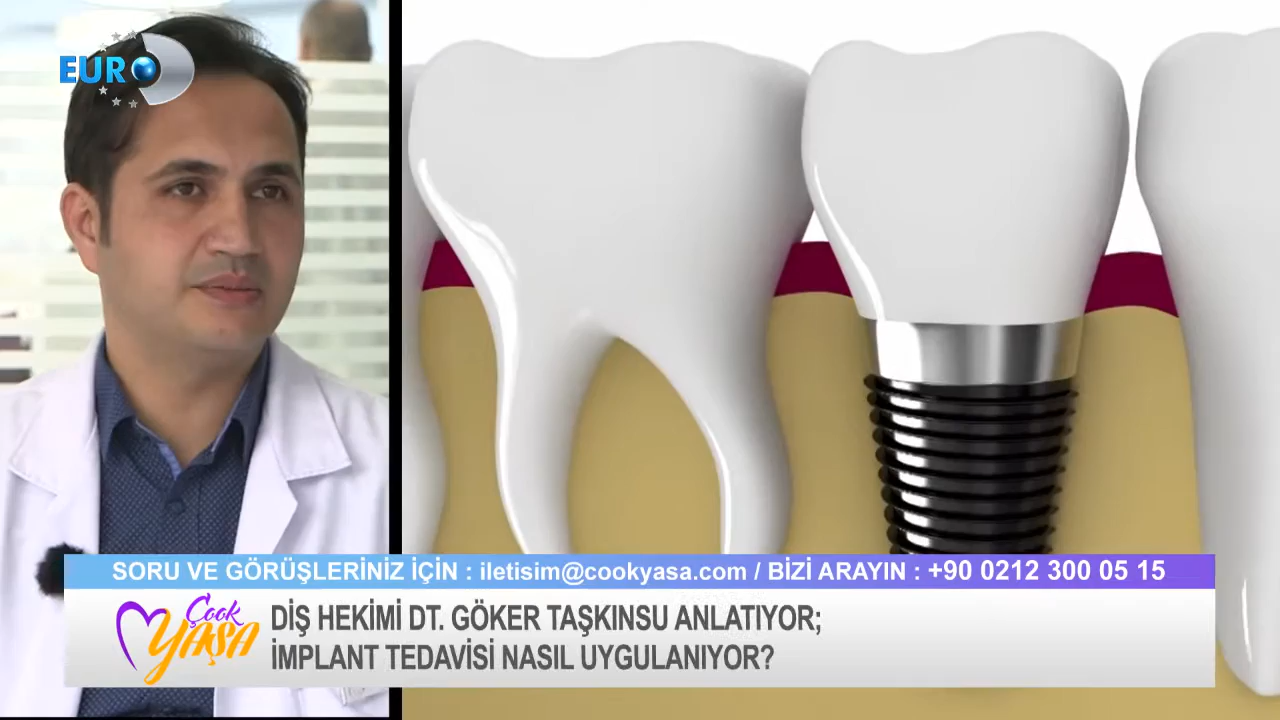 EURO D
SORU VE GÖRÜŞLERİNİZ İÇİN : iletisim@cookyasa.com / BİZİ ARAYIN : +90 0212 300 05 15
Çook
YAŞA
DİŞ HEKİMİ DT. GÖKER TAŞKINSU ANLATIYOR;
İMPLANT TEDAVİSİ NASIL UYGULANIYOR?